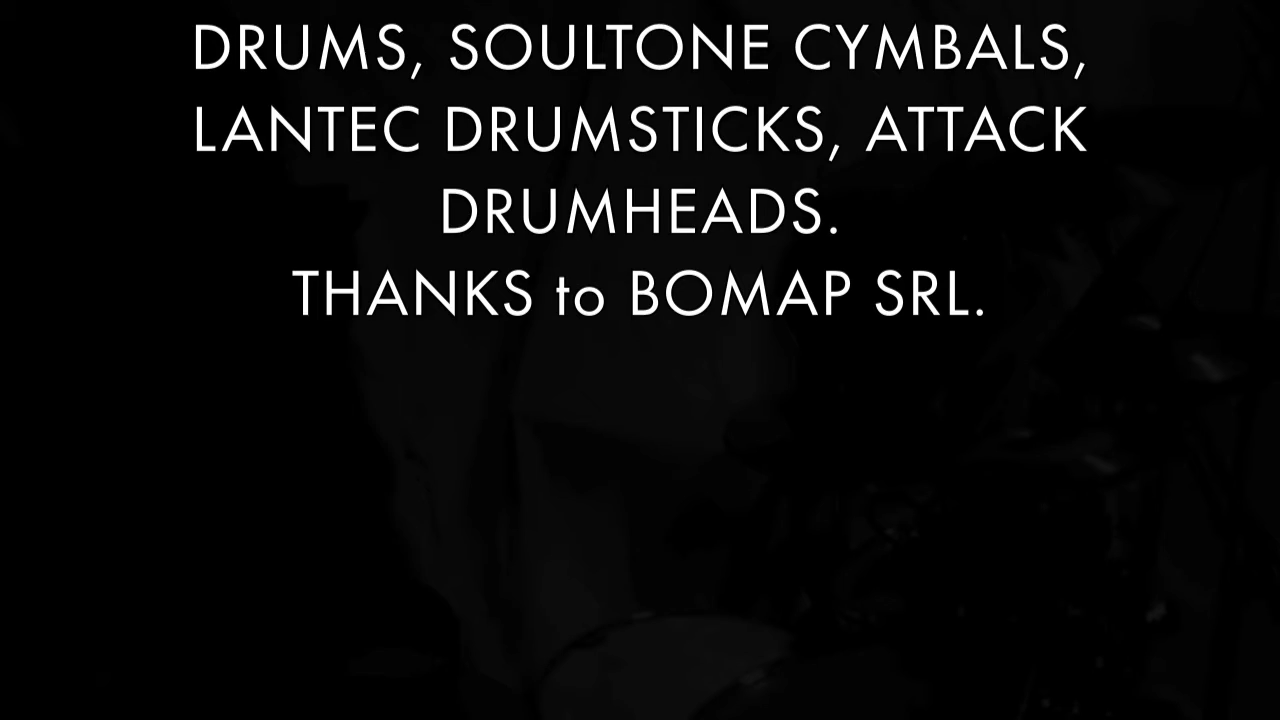 DRUMS, SOULTONE CYMBALS,
LANTEC DRUMSTICKS, ATTACK
DRUMHEADS.
THANKS to BOMAP SRL.